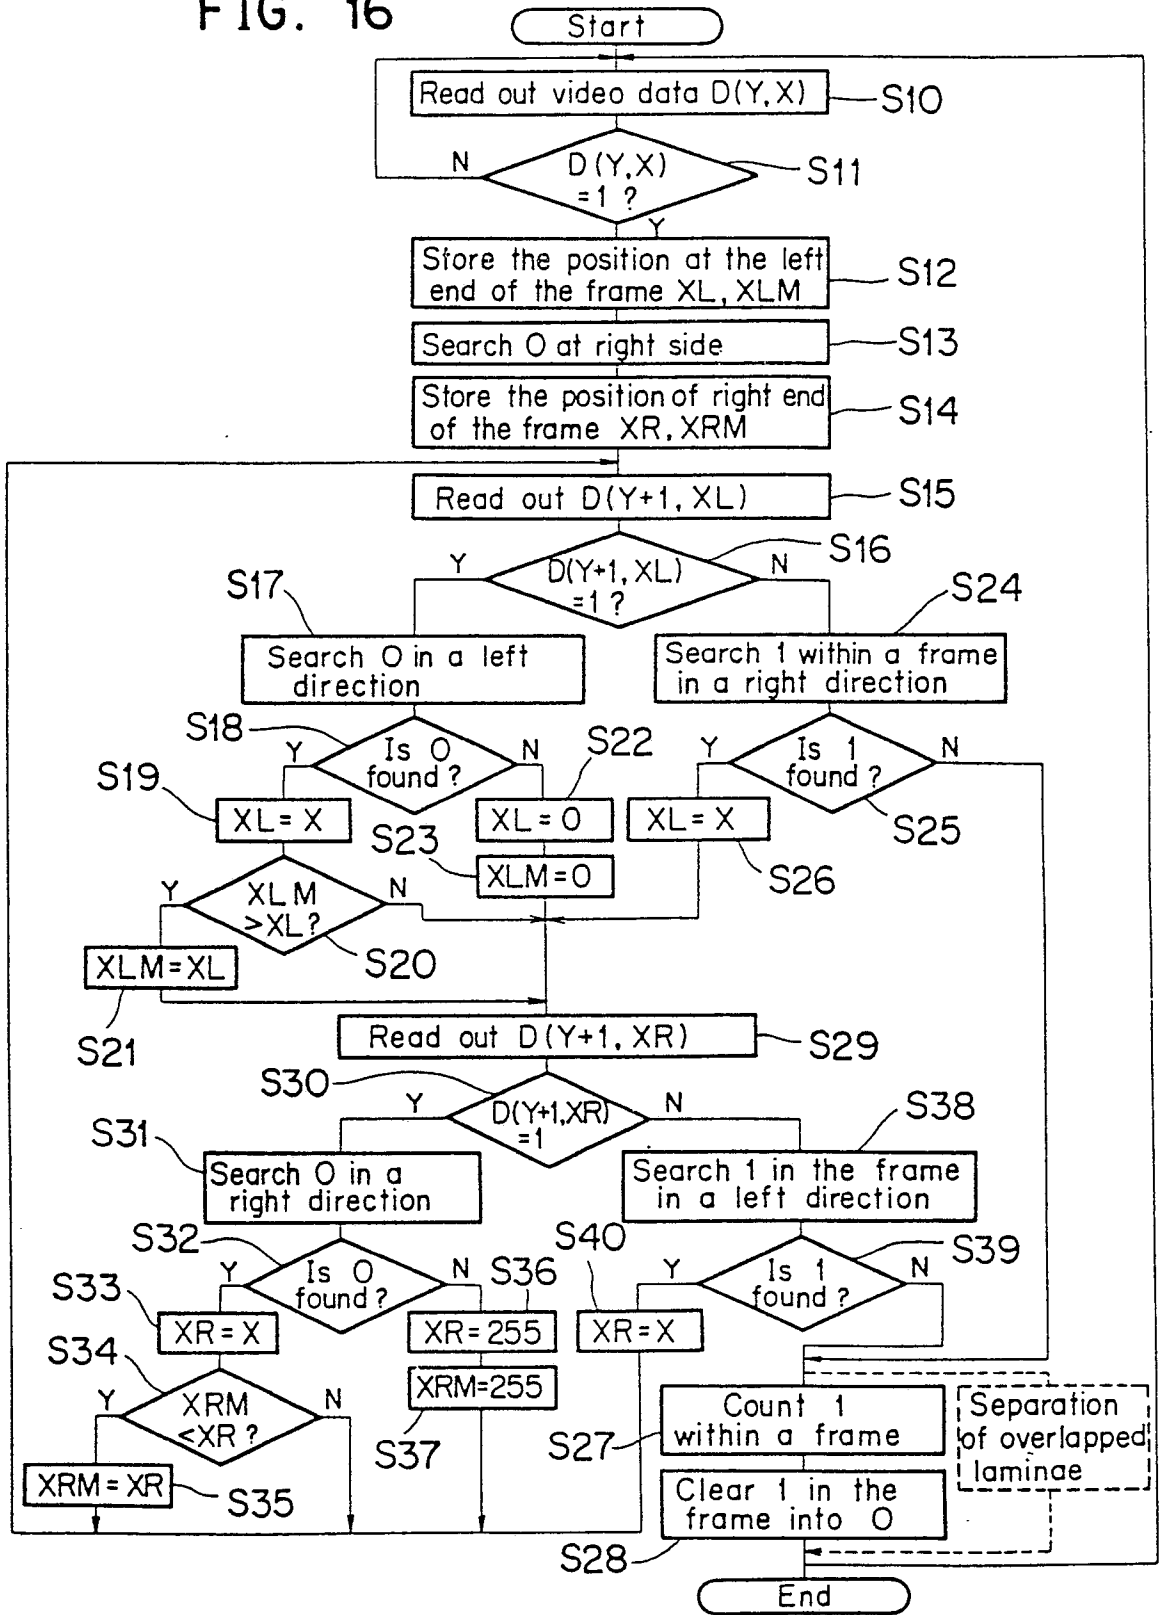 FIG. 16
Start
Read out video data D(Y,X)
S10
N
D(Y,X)
=1 ?
S11
Y
Store the position at the left
end of the frame XL, XLM
S12
Search 0 at right side
S13
Store the position of right end
of the frame XR, XRM
S14
Read out D(Y+1, XL)
S15
Y
D(Y+1, XL)
=1 ?
N
S16
S17
Search 0 in a left
direction
S24
Search 1 within a frame
in a right direction
S18
Y
Is 0
found ?
N
S22
Y
Is 1
found ?
N
S25
S19
XL = X
XL = 0
XL = X
S26
S23
XLM = 0
Y
XLM
>XL?
N
S20
XLM=XL
S21
Read out D(Y+1, XR)
S29
S30
Y
D(Y+1,XR)
=1
N
S31
Search 0 in a
right direction
S38
Search 1 in the frame
in a left direction
S32
Y
Is 0
found ?
N
S36
S40
Y
Is 1
found ?
N
S39
S33
XR = X
XR=255
XR=X
S34
Y
XRM
<XR ?
N
XRM=255
S37
XRM = XR
S35
Count 1
within a frame
S27
Separation
of overlapped
laminae
Clear 1 in the
frame into 0
S28
End